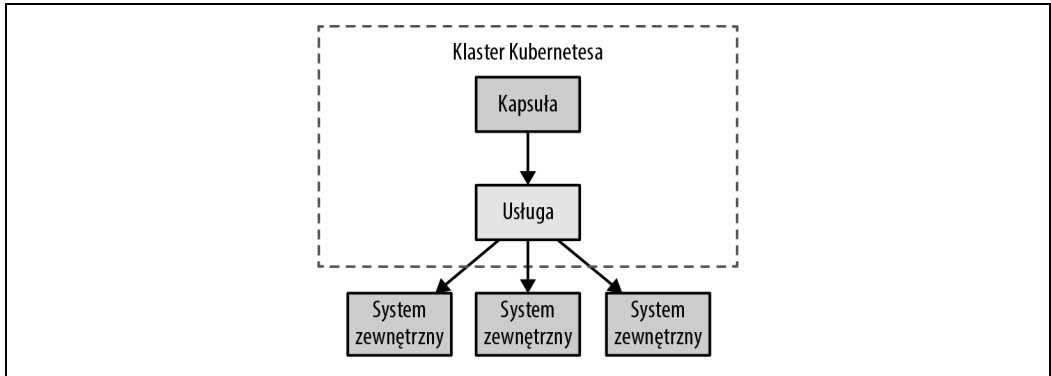 Klaster Kubernetesa
Kapsuła
Usługa
System
zewnętrzny
System
zewnętrzny
System
zewnętrzny